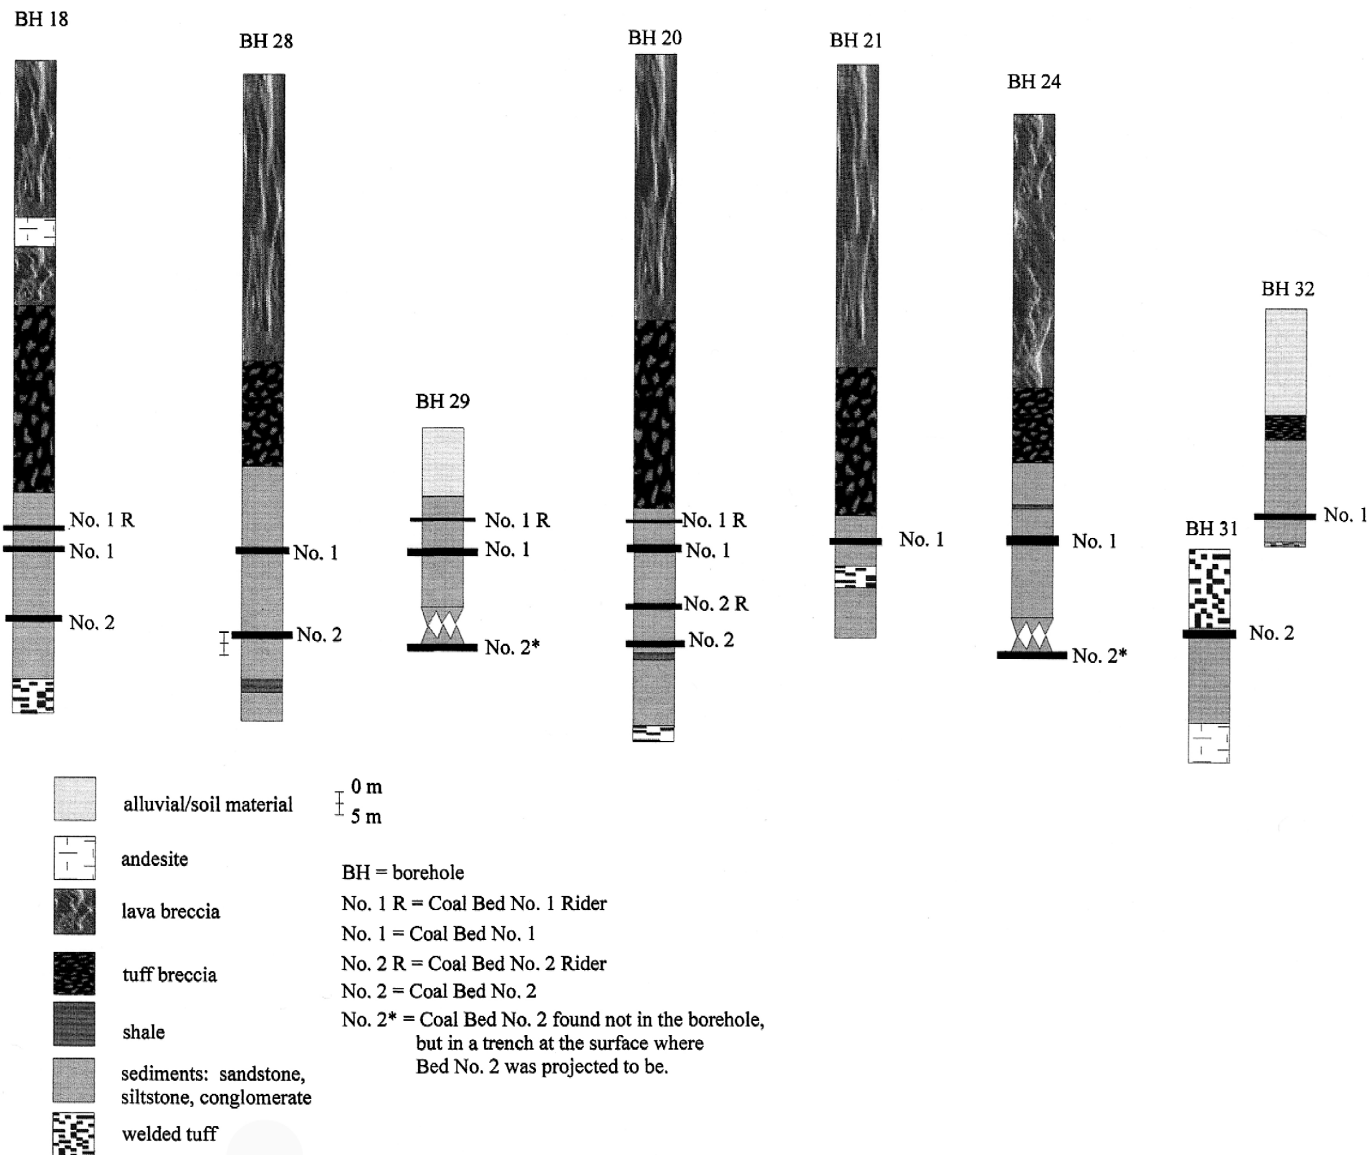 BH 18
BH 28
BH 20
BH 21
BH 24
BH 32
BH 29
BH 31
No. 1 R
No. 1
No. 2
No. 1
No. 2
No. 1 R
No. 1
No. 2*
No. 1 R
No. 1
No. 2 R
No. 2
No. 1
No. 1
No. 2*
No. 2
No. 1
alluvial/soil material
andesite
lava breccia
tuff breccia
shale
sediments: sandstone,
siltstone, conglomerate
welded tuff
0 m
5 m
BH = borehole
No. 1 R = Coal Bed No. 1 Rider
No. 1 = Coal Bed No. 1
No. 2 R = Coal Bed No. 2 Rider
No. 2 = Coal Bed No. 2
No. 2* = Coal Bed No. 2 found not in the borehole,
but in a trench at the surface where
Bed No. 2 was projected to be.